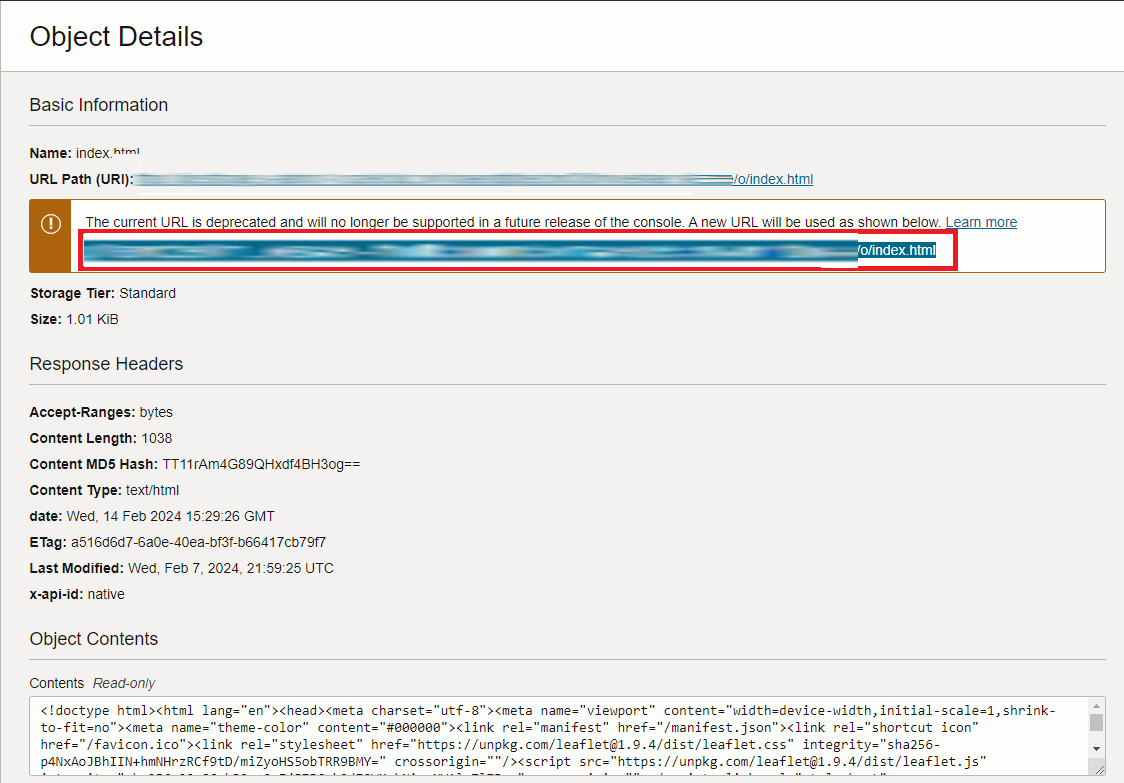 Object Details
Basic Information
Name: index.html
URL Path (URI): /o/index.html
The current URL is deprecated and will no longer be supported in a future release of the console. A new URL will be used as shown below. Learn more
/o/index.html
Storage Tier: Standard
Size: 1.01 KiB
Response Headers
Accept-Ranges: bytes
Content Length: 1038
Content MD5 Hash: TT11rAm4G89QHxdf4BH3og==
Content Type: text/html
date: Wed, 14 Feb 2024 15:29:26 GMT
ETag: a516d6d7-6a0e-40ea-bf3f-b66417cb79f7
Last Modified: Wed, Feb 7, 2024, 21:59:25 UTC
x-api-id: native
Object Contents
Contents Read-only
<!doctype html><html lang="en"><head><meta charset="utf-8"><meta name="viewport" content="width=device-width,initial-scale=1,shrink-
to-fit=no"><meta name="theme-color" content="#000000"><link rel="manifest" href="/manifest.json"><link rel="shortcut icon"
href="/favicon.ico"><link rel="stylesheet" href="https://unpkg.com/leaflet@1.9.4/dist/leaflet.css" integrity="sha256-
p4NxAoJBhIIN+hmNHrzRCf9tD/miZyoHS5obTRR9BMY=" crossorigin=""/><script src="https://unpkg.com/leaflet@1.9.4/dist/leaflet.js"